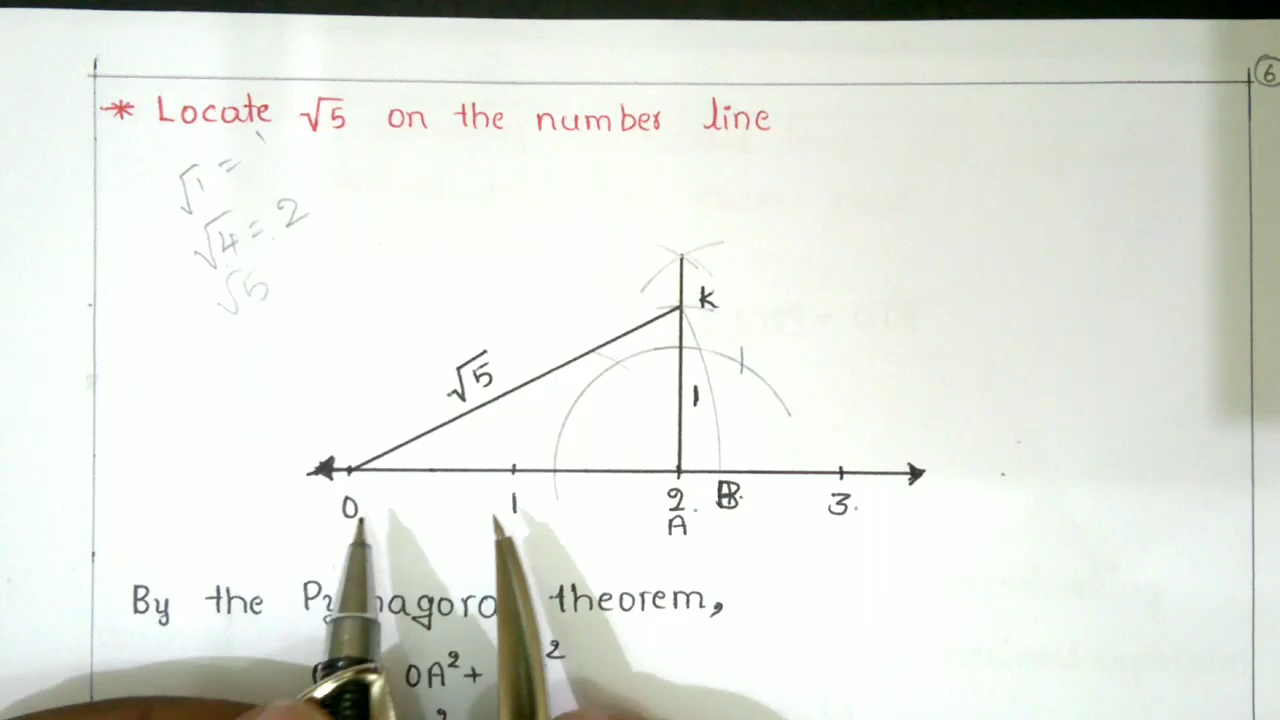 6
* Locate √5 on the number line
√1 =
√4 = 2
√5
K
√5
1
0 1 2 B 3
A
By the theorem,
OA² + ²